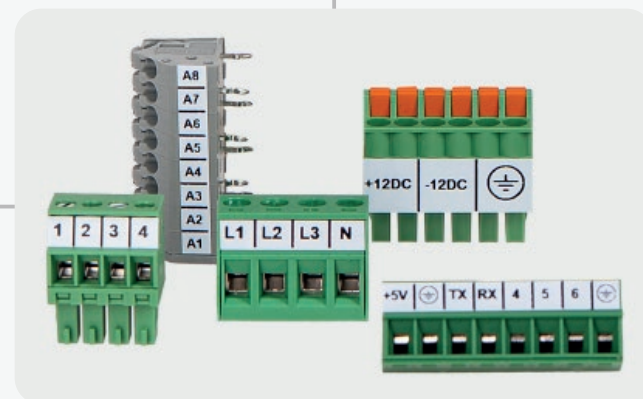 A8
A7
A6
A5
A4
A3
A2
A1
+12DC -12DC ⏚
1 2 3 4
L1 L2 L3 N
+5V ⏚ TX RX 4 5 6 ⏚